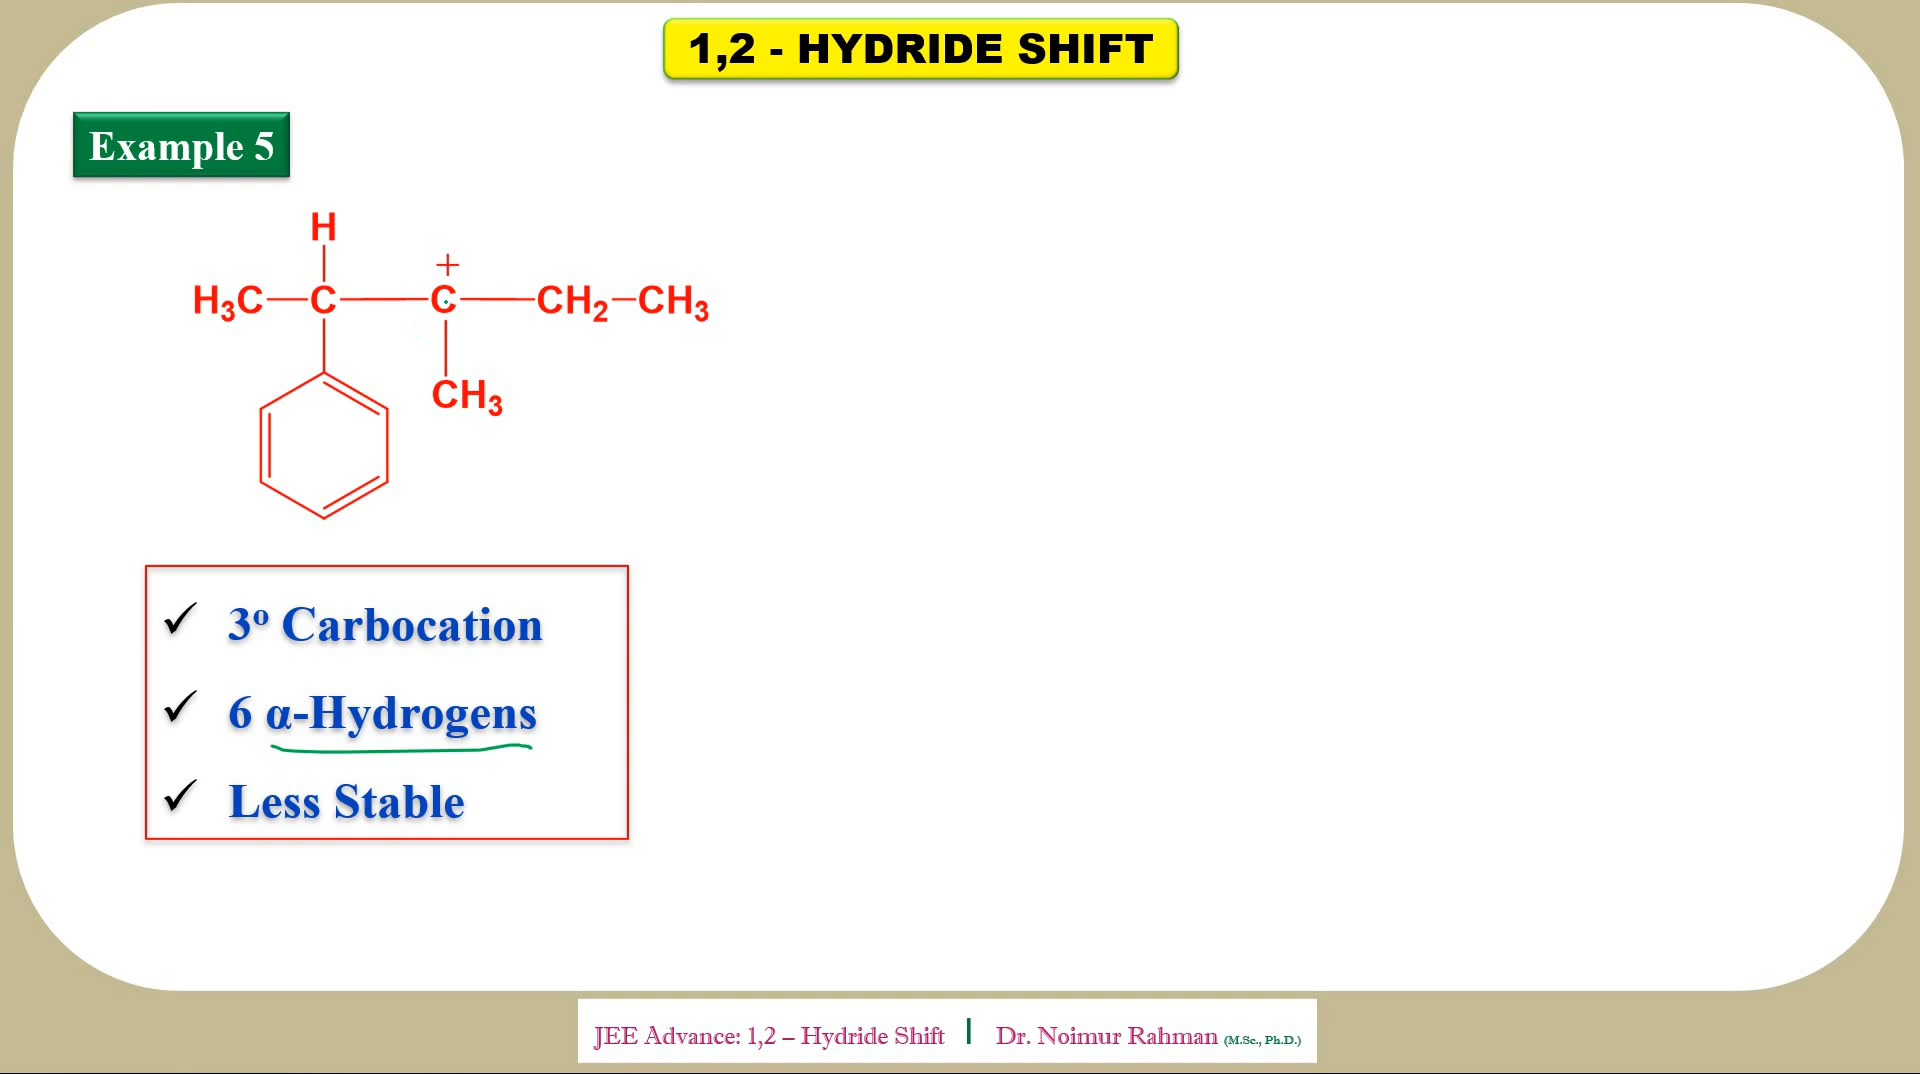 1,2 - HYDRIDE SHIFT
Example 5
H
+
H₃C C C CH₂ CH₃
CH₃
✓ 3º Carbocation
✓ 6 α-Hydrogens
✓ Less Stable
JEE Advance: 1,2 – Hydride Shift | Dr. Noimur Rahman (M.Sc., Ph.D.)